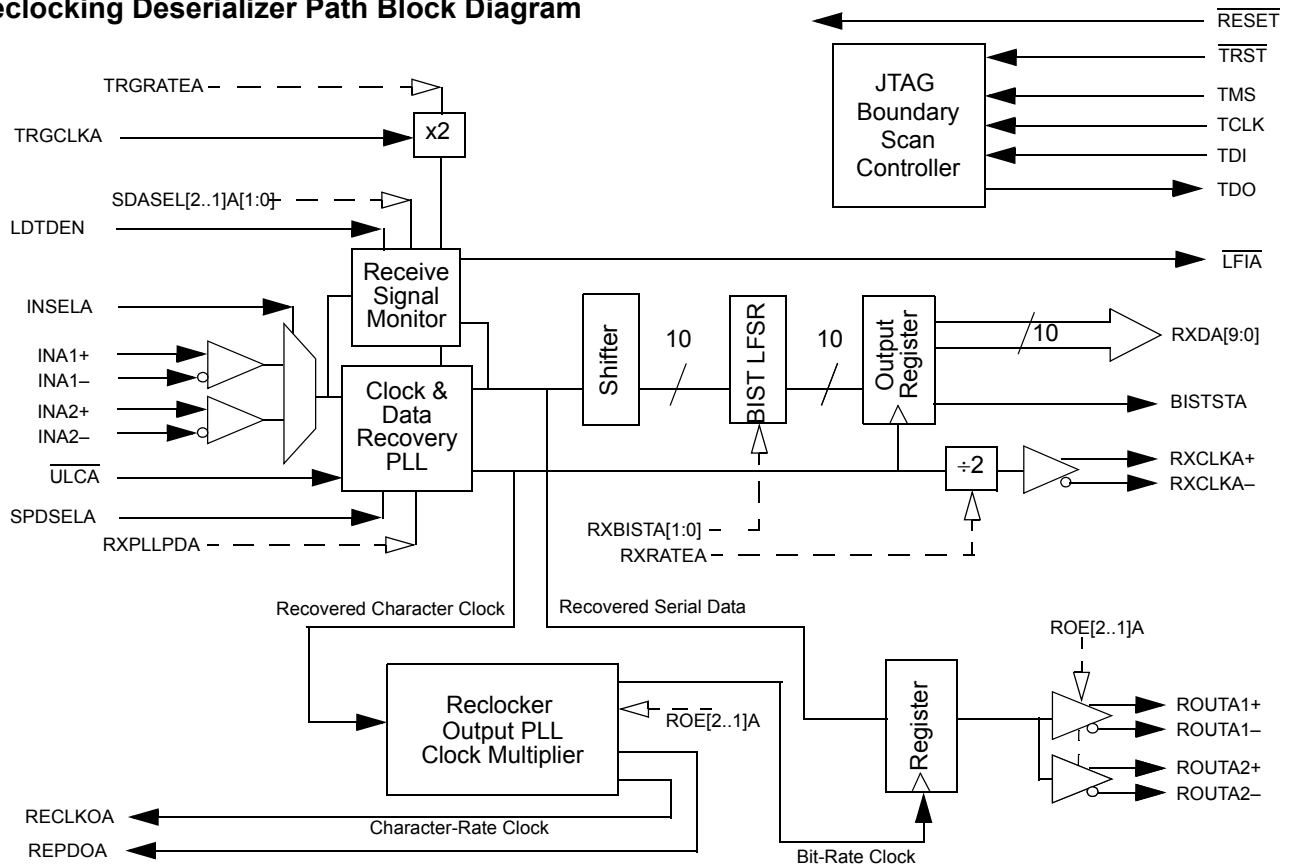 eclocking Deserializer Path Block Diagram
RESET
TRST
TMS
TCLK
TDI
TDO
JTAG
Boundary
Scan
Controller
TRGRATEA
TRGCLKA
x2
SDASEL[2..1]A[1:0]
LDTDEN
Receive
Signal
Monitor
LFIA
INSELA
INA1+
INA1–
INA2+
INA2–
ULCA
SPDSELA
RXPLLPDA
Clock &
Data
Recovery
PLL
Shifter
10
BIST LFSR
10
Output
Register
10
RXDA[9:0]
BISTSTA
÷2
RXCLKA+
RXCLKA–
RXBISTA[1:0]
RXRATEA
Recovered Character Clock
Recovered Serial Data
Reclocker
Output PLL
Clock Multiplier
ROE[2..1]A
Register
ROE[2..1]A
ROUTA1+
ROUTA1–
ROUTA2+
ROUTA2–
RECLKOA
Character-Rate Clock
REPDOA
Bit-Rate Clock